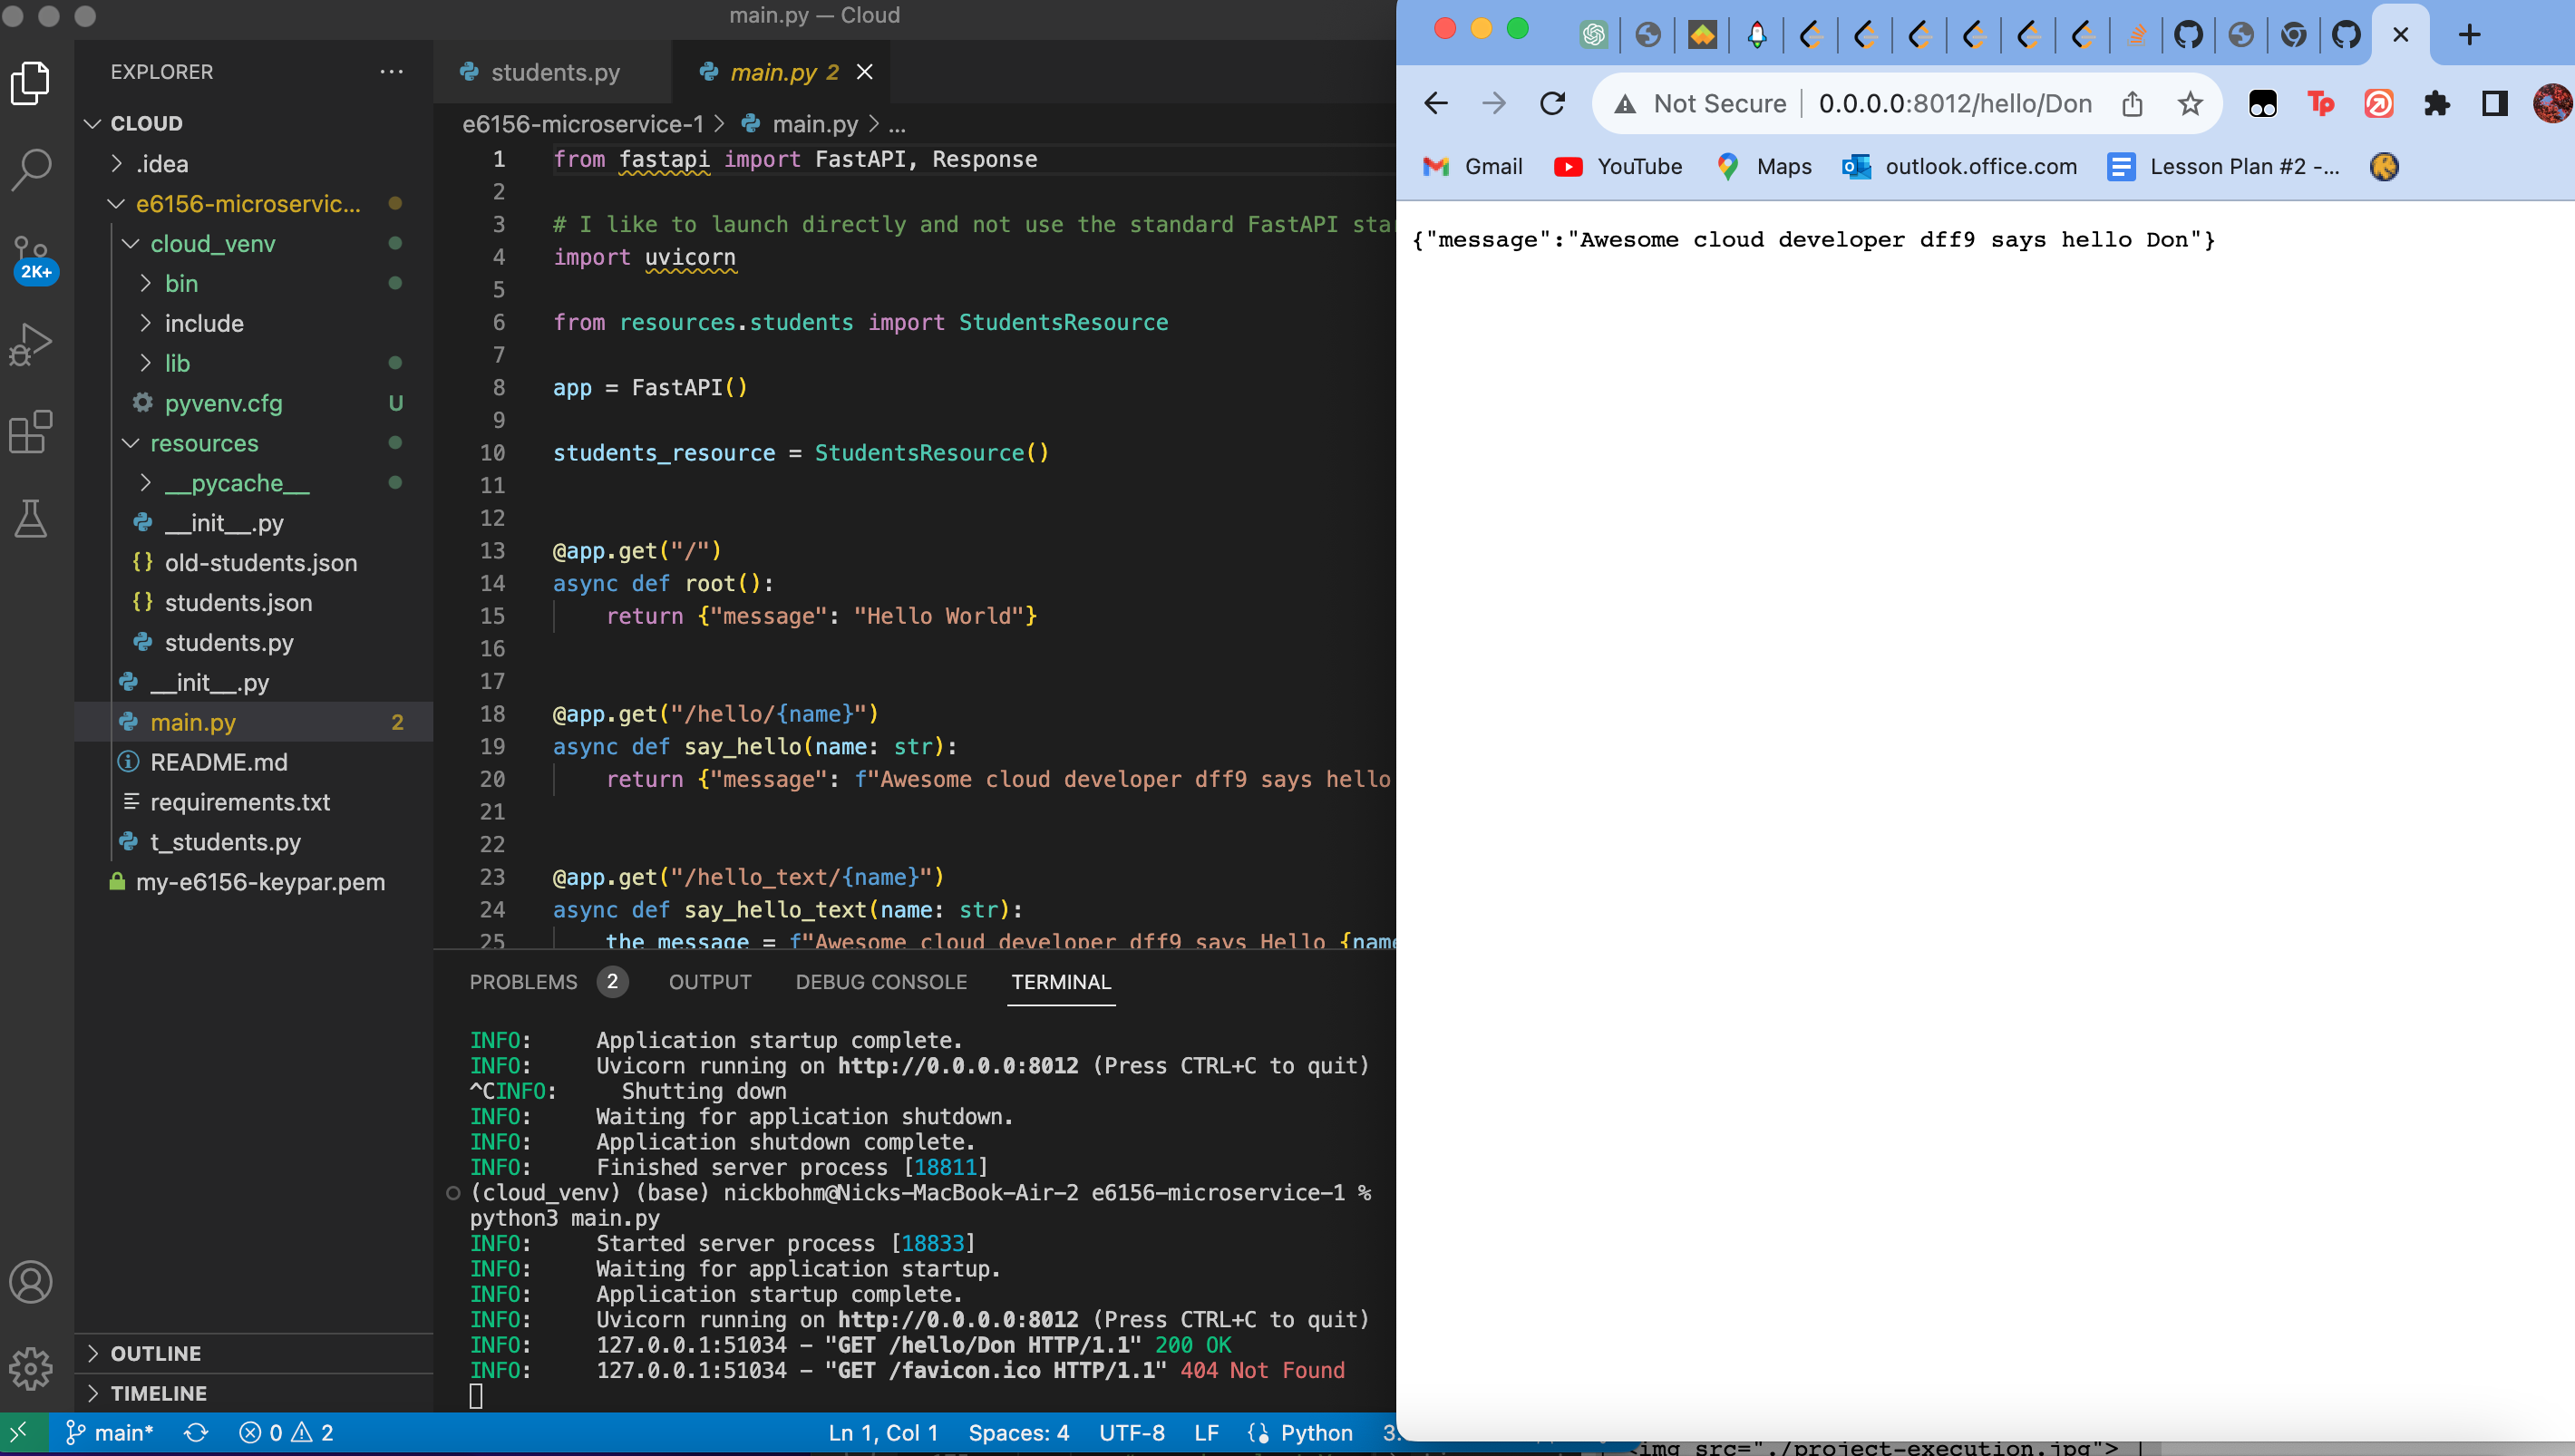 main.py — Cloud
EXPLORER
CLOUD
.idea
e6156-microservic...
cloud_venv
bin
include
lib
pyvenv.cfg U
resources
__pycache__
__init__.py
old-students.json
students.json
students.py
__init__.py
main.py 2
README.md
requirements.txt
t_students.py
my-e6156-keypar.pem
OUTLINE
TIMELINE
2K+
students.py
main.py 2
e6156-microservice-1 > main.py > ...
1 from fastapi import FastAPI, Response
2
3 # I like to launch directly and not use the standard FastAPI star
4 import uvicorn
5
6 from resources.students import StudentsResource
7
8 app = FastAPI()
9
10 students_resource = StudentsResource()
11
12
13 @app.get("/")
14 async def root():
15 return {"message": "Hello World"}
16
17
18 @app.get("/hello/{name}")
19 async def say_hello(name: str):
20 return {"message": f"Awesome cloud developer dff9 says hello
21
22
23 @app.get("/hello_text/{name}")
24 async def say_hello_text(name: str):
25 the_message = f"Awesome cloud developer dff9 says Hello {name
PROBLEMS 2 OUTPUT DEBUG CONSOLE TERMINAL
INFO: Application startup complete.
INFO: Uvicorn running on http://0.0.0.0:8012 (Press CTRL+C to quit)
^CINFO: Shutting down
INFO: Waiting for application shutdown.
INFO: Application shutdown complete.
INFO: Finished server process [18811]
(cloud_venv) (base) nickbohm@Nicks-MacBook-Air-2 e6156-microservice-1 %
python3 main.py
INFO: Started server process [18833]
INFO: Waiting for application startup.
INFO: Application startup complete.
INFO: Uvicorn running on http://0.0.0.0:8012 (Press CTRL+C to quit)
INFO: 127.0.0.1:51034 - "GET /hello/Don HTTP/1.1" 200 OK
INFO: 127.0.0.1:51034 - "GET /favicon.ico HTTP/1.1" 404 Not Found
main* 0 2 Ln 1, Col 1 Spaces: 4 UTF-8 LF Python 3.
Not Secure 0.0.0.0:8012/hello/Don
Gmail YouTube Maps outlook.office.com Lesson Plan #2 -...
{"message":"Awesome cloud developer dff9 says hello Don"}
<img src="./project-execution.jpg">